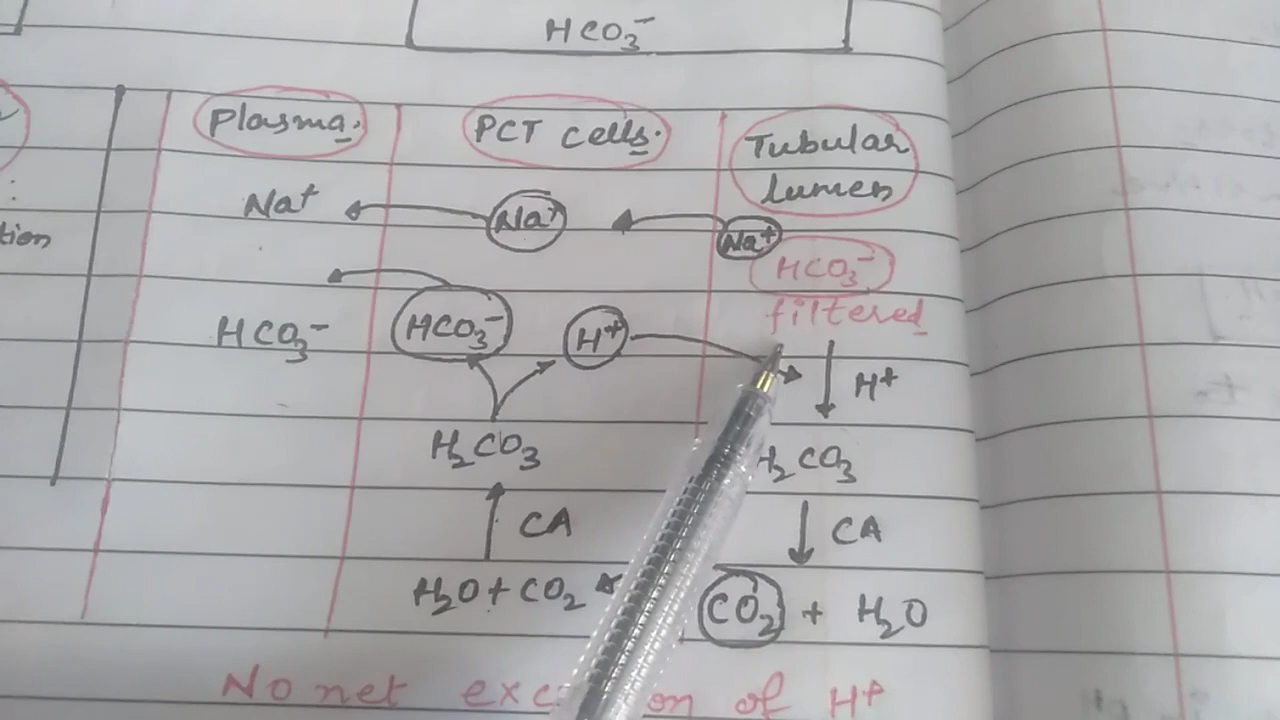 HCO3⁻
Plasma.
PCT cells.
Tubular
lumen
Na⁺
Na⁺
Na⁺
HCO3⁻
filtered
HCO3⁻
HCO3⁻
H⁺
H⁺
H2CO3
H2CO3
CA
CA
H2O + CO2
CO2 + H2O
No net of H⁺